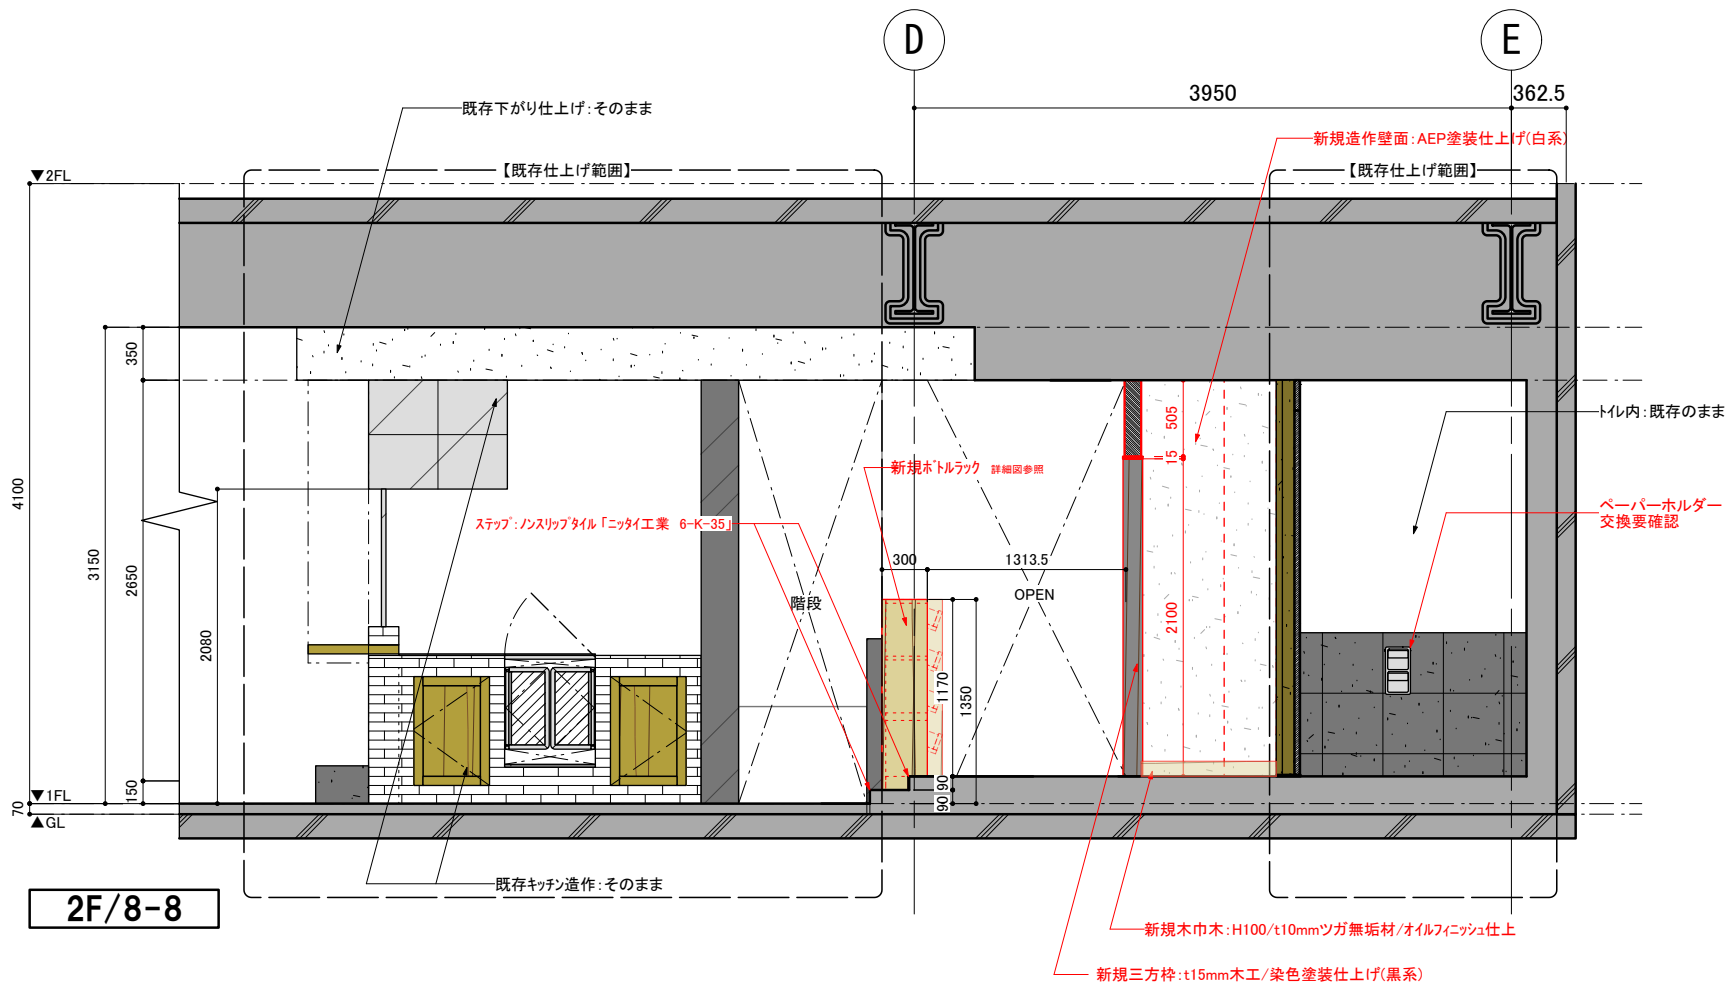 D
E
3950
362.5
既存下がり仕上げ:そのまま
新規造作壁面:AEP塗装仕上げ(白系)
【既存仕上げ範囲】
【既存仕上げ範囲】
▼2FL
350
505
15
トイレ内:既存のまま
新規ボトルラック 詳細図参照
4100
3150
2650
2080
ステップ:ノンスリップタイル「ニッタイ工業 6-K-35」
ペーパーホルダー
交換要確認
300
1313.5
階段
OPEN
2100
1170
1350
150
90
90
▼1FL
70
▲GL
既存キッチン造作:そのまま
2F/8-8
新規木巾木:H100/t10mmツガ無垢材/オイルフィニッシュ仕上
新規三方枠:t15mm木工/染色塗装仕上げ(黒系)